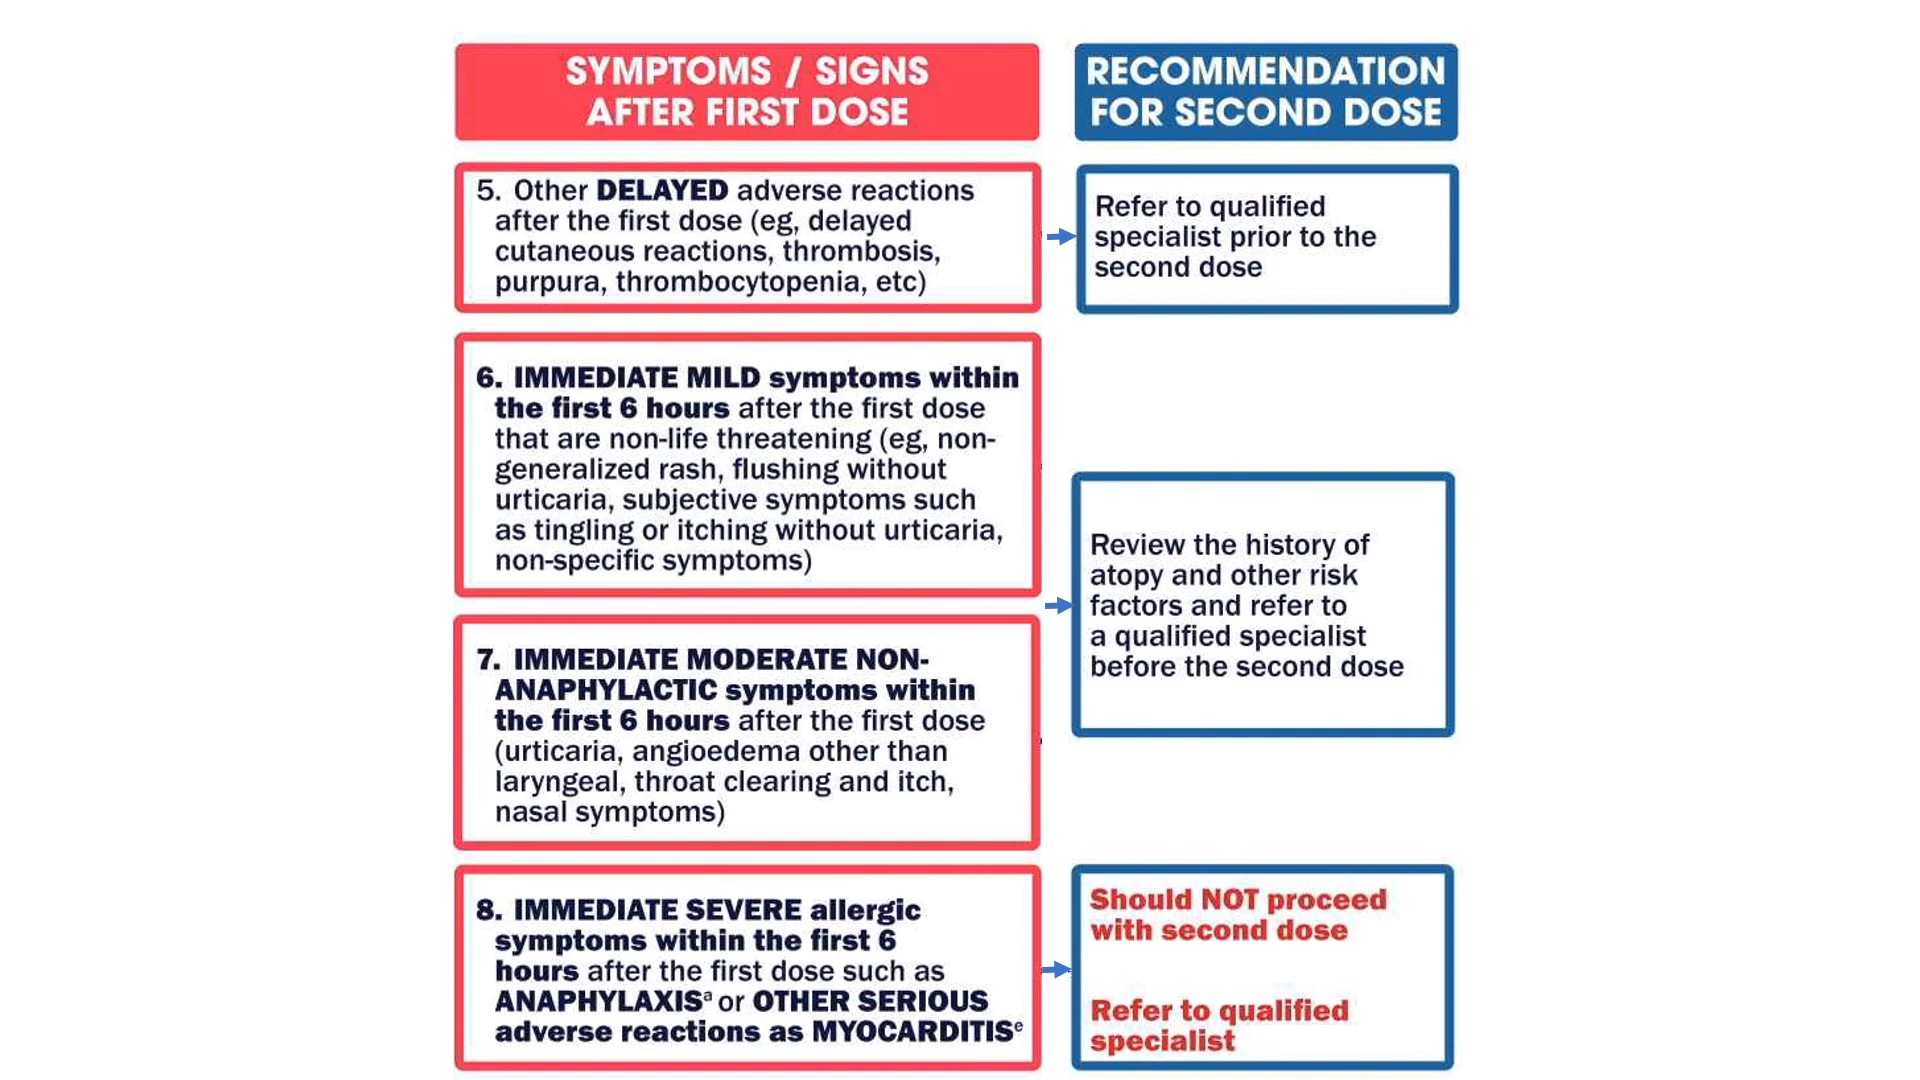 SYMPTOMS / SIGNS
AFTER FIRST DOSE
RECOMMENDATION
FOR SECOND DOSE
5. Other DELAYED adverse reactions
after the first dose (eg, delayed
cutaneous reactions, thrombosis,
purpura, thrombocytopenia, etc)
Refer to qualified
specialist prior to the
second dose
6. IMMEDIATE MILD symptoms within
the first 6 hours after the first dose
that are non-life threatening (eg, non-
generalized rash, flushing without
urticaria, subjective symptoms such
as tingling or itching without urticaria,
non-specific symptoms)
7. IMMEDIATE MODERATE NON-
ANAPHYLACTIC symptoms within
the first 6 hours after the first dose
(urticaria, angioedema other than
laryngeal, throat clearing and itch,
nasal symptoms)
Review the history of
atopy and other risk
factors and refer to
a qualified specialist
before the second dose
8. IMMEDIATE SEVERE allergic
symptoms within the first 6
hours after the first dose such as
ANAPHYLAXISᵃ or OTHER SERIOUS
adverse reactions as MYOCARDITISᵉ
Should NOT proceed
with second dose
Refer to qualified
specialist